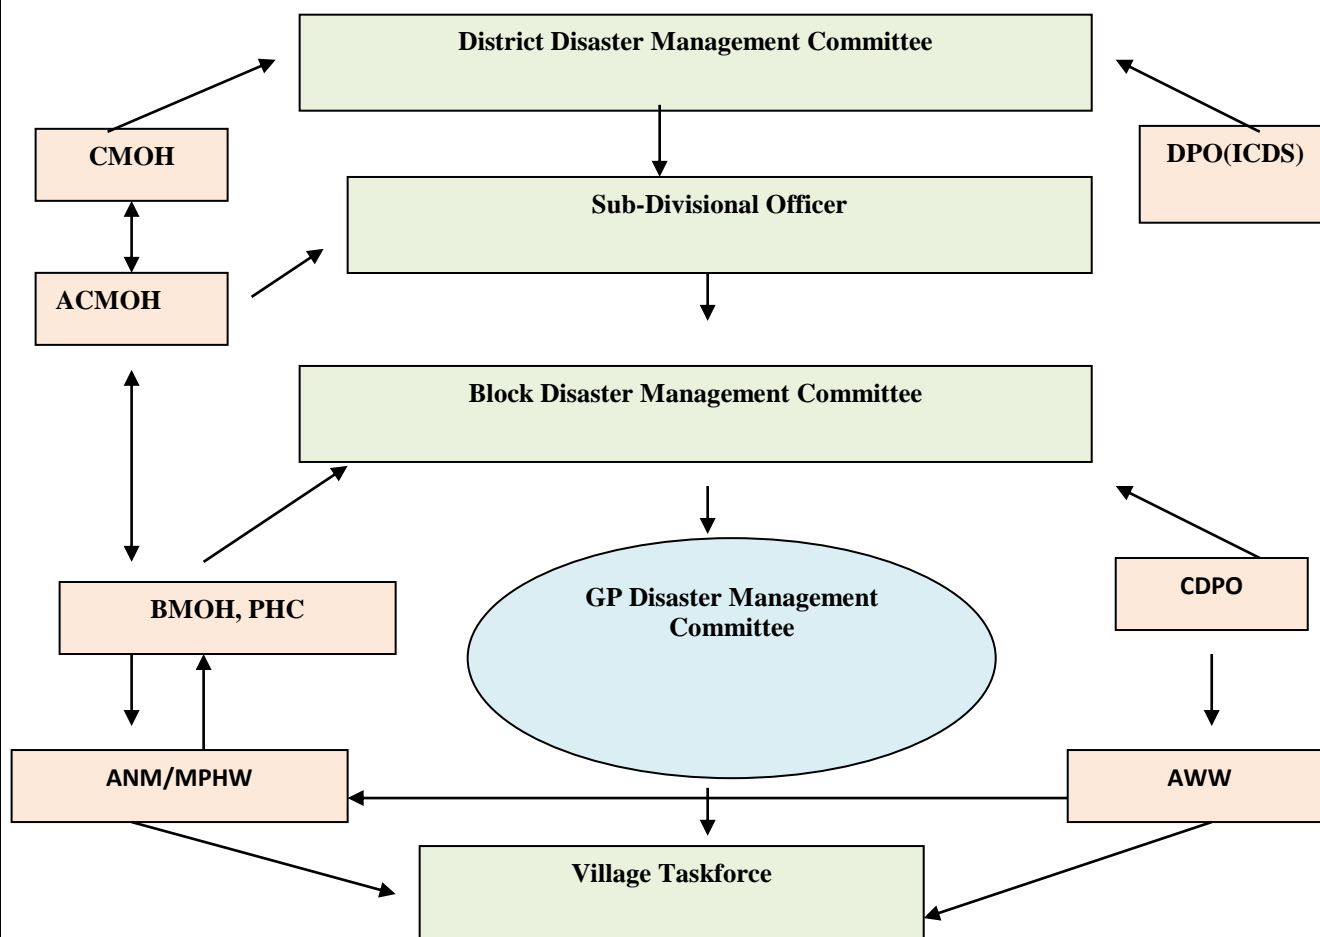 District Disaster Management Committee
CMOH
DPO(ICDS)
Sub-Divisional Officer
ACMOH
Block Disaster Management Committee
BMOH, PHC
GP Disaster Management
Committee
CDPO
ANM/MPHW
AWW
Village Taskforce